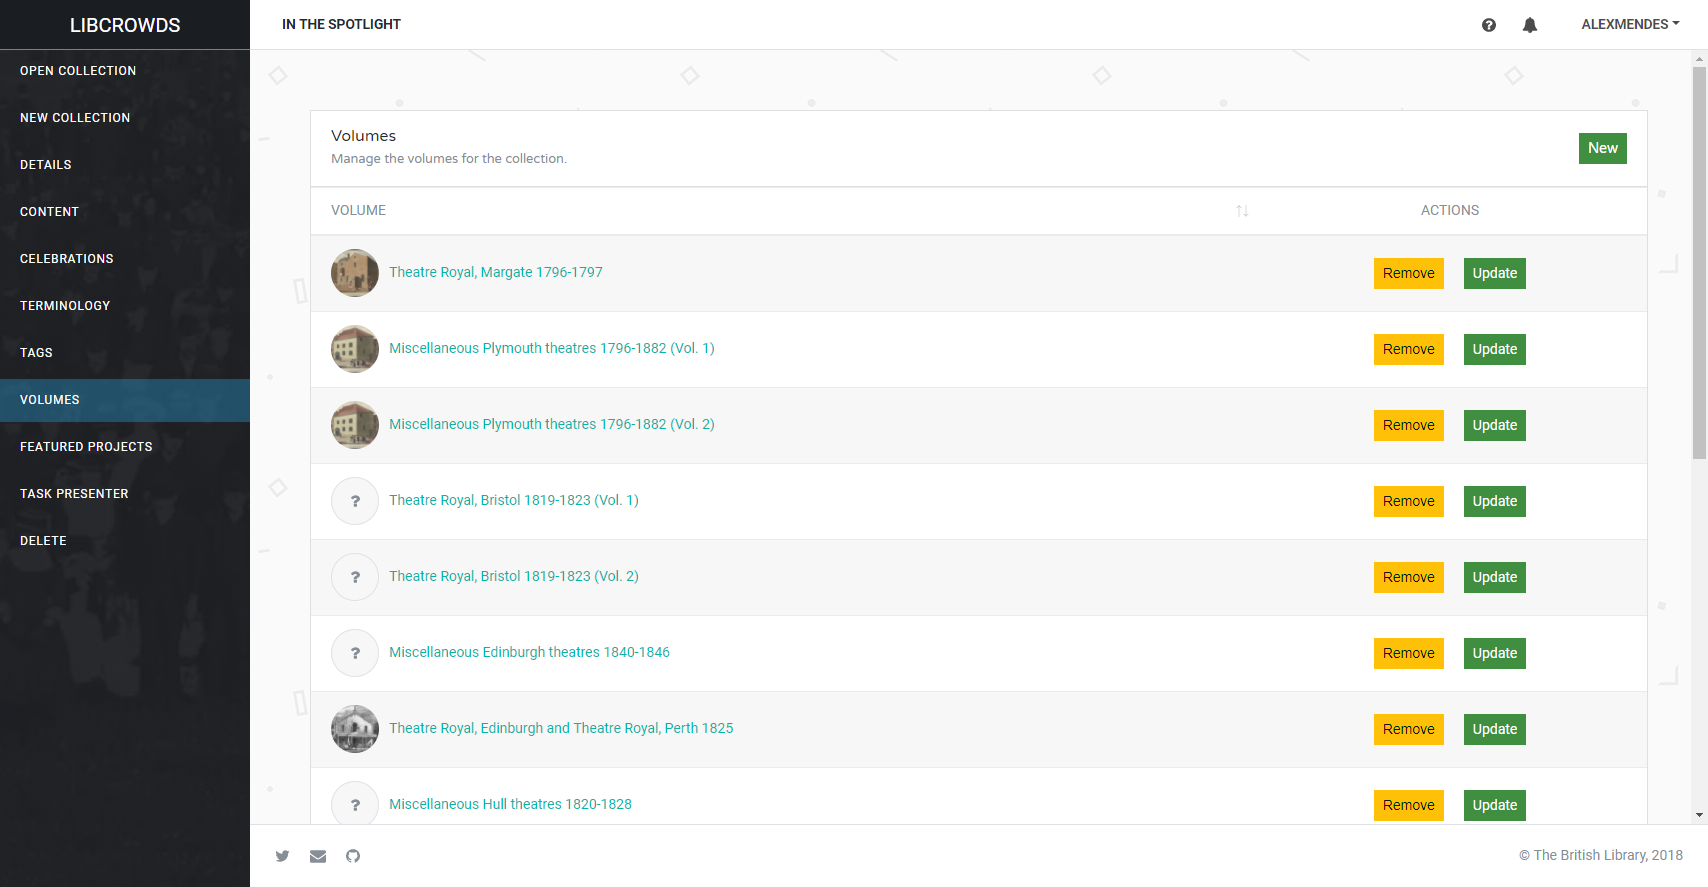 LIBCROWDS
IN THE SPOTLIGHT
ALEXMENDES
OPEN COLLECTION
NEW COLLECTION
DETAILS
CONTENT
CELEBRATIONS
TERMINOLOGY
TAGS
VOLUMES
FEATURED PROJECTS
TASK PRESENTER
DELETE
Volumes
Manage the volumes for the collection.
New
VOLUME ACTIONS
Theatre Royal, Margate 1796-1797 Remove Update
Miscellaneous Plymouth theatres 1796-1882 (Vol. 1) Remove Update
Miscellaneous Plymouth theatres 1796-1882 (Vol. 2) Remove Update
? Theatre Royal, Bristol 1819-1823 (Vol. 1) Remove Update
? Theatre Royal, Bristol 1819-1823 (Vol. 2) Remove Update
? Miscellaneous Edinburgh theatres 1840-1846 Remove Update
Theatre Royal, Edinburgh and Theatre Royal, Perth 1825 Remove Update
? Miscellaneous Hull theatres 1820-1828 Remove Update
© The British Library, 2018